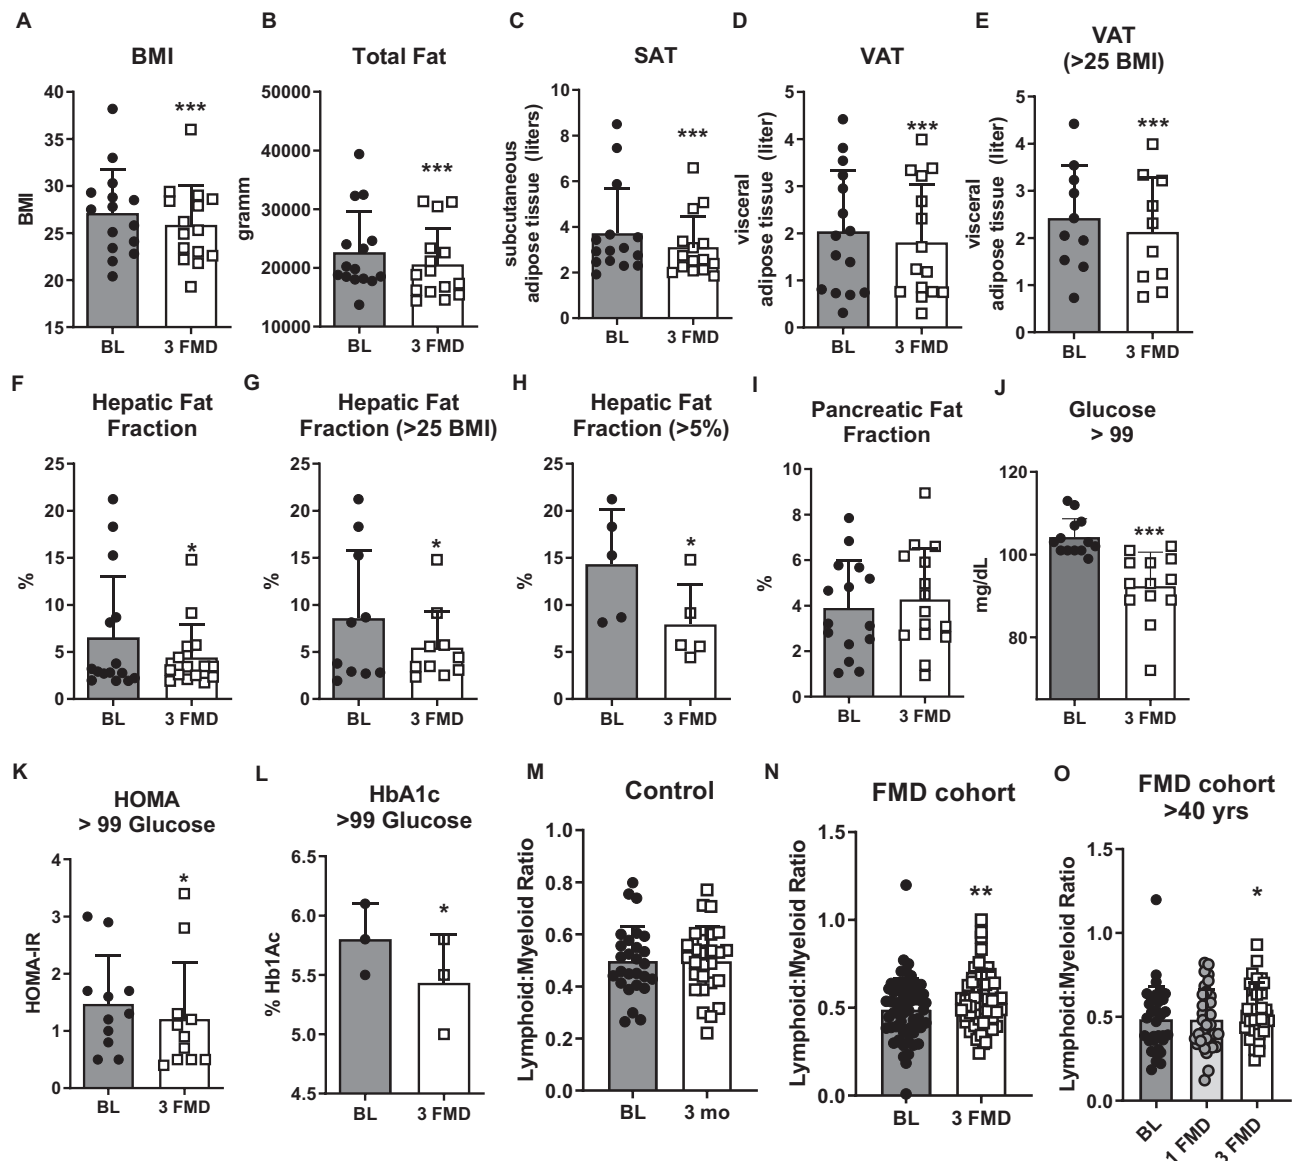 A
BMI
BMI
40
35
30
25
20
15
***
BL
3 FMD
B
Total Fat
gramm
50000
40000
30000
20000
10000
***
BL
3 FMD
C
SAT
subcutaneous
adipose tissue (liters)
10
8
6
4
2
0
***
BL
3 FMD
D
VAT
visceral
adipose tissue (liter)
5
4
3
2
1
0
***
BL
3 FMD
E
VAT
(>25 BMI)
visceral
adipose tissue (liter)
5
4
3
2
1
0
***
BL
3 FMD
F
Hepatic Fat
Fraction
%
25
20
15
10
5
0
*
BL
3 FMD
G
Hepatic Fat
Fraction (>25 BMI)
%
25
20
15
10
5
0
*
BL
3 FMD
H
Hepatic Fat
Fraction (>5%)
%
25
20
15
10
5
0
*
BL
3 FMD
I
Pancreatic Fat
Fraction
%
10
8
6
4
2
0
BL
3 FMD
J
Glucose
> 99
mg/dL
120
100
80
***
BL
3 FMD
K
HOMA
> 99 Glucose
HOMA-IR
4
3
2
1
0
*
BL
3 FMD
L
HbA1c
>99 Glucose
% Hb1Ac
6.5
6.0
5.5
5.0
4.5
*
BL
3 FMD
M
Control
Lymphoid:Myeloid Ratio
1.0
0.8
0.6
0.4
0.2
0.0
BL
3 mo
N
FMD cohort
Lymphoid:Myeloid Ratio
1.5
1.0
0.5
0.0
**
BL
3 FMD
O
FMD cohort
>40 yrs
Lymphoid:Myeloid Ratio
1.5
1.0
0.5
0.0
*
BL
1 FMD
3 FMD